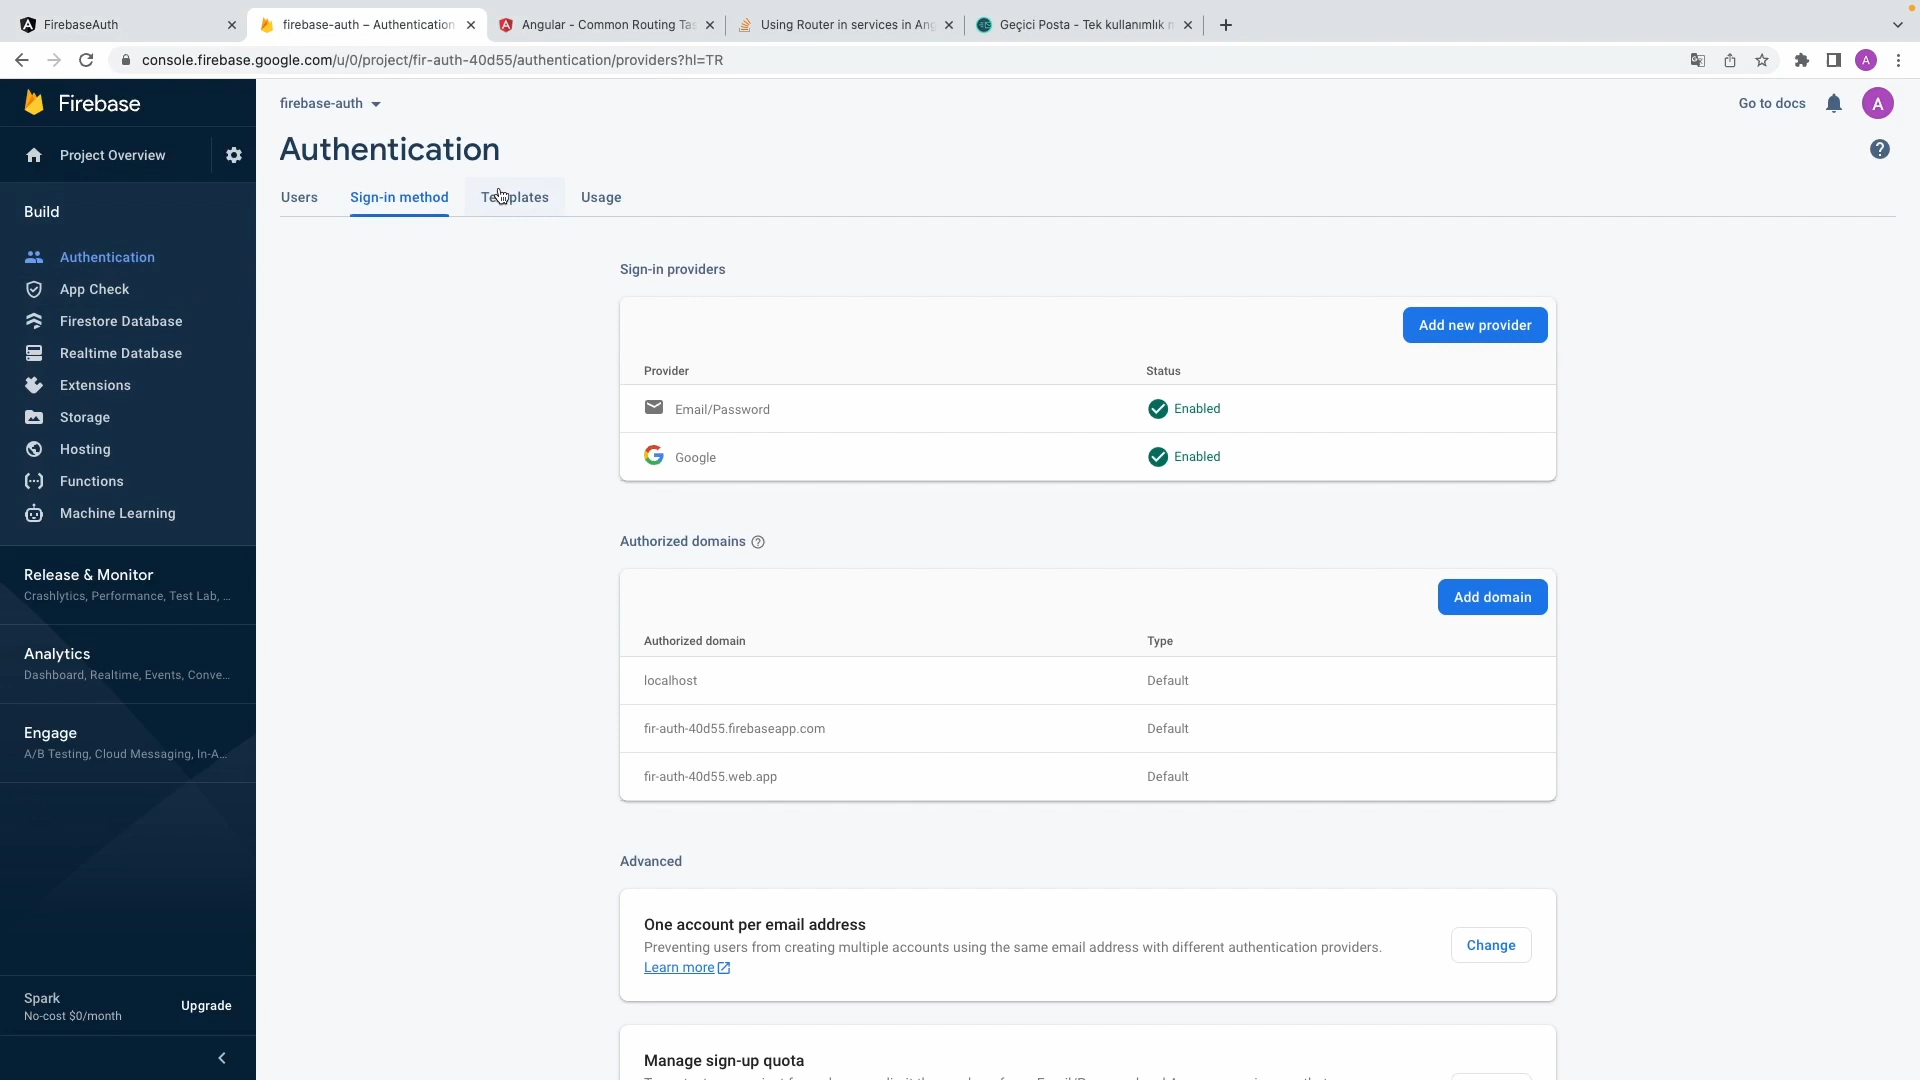 FirebaseAuth
firebase-auth – Authentication
Angular - Common Routing Tas
Using Router in services in Ang
Geçici Posta - Tek kullanımlık
console.firebase.google.com/u/0/project/fir-auth-40d55/authentication/providers?hl=TR
A
Firebase
firebase-auth
Go to docs
A
Project Overview
Authentication
Users
Sign-in method
Usage
Build
Authentication
App Check
Firestore Database
Realtime Database
Extensions
Storage
Hosting
Functions
Machine Learning
Release & Monitor
Crashlytics, Performance, Test Lab, ...
Analytics
Dashboard, Realtime, Events, Conve...
Engage
A/B Testing, Cloud Messaging, In-A...
Spark
No-cost $0/month
Upgrade
Sign-in providers
Add new provider
Provider
Status
Email/Password
Enabled
Google
Enabled
Authorized domains
Add domain
Authorized domain
Type
localhost
Default
fir-auth-40d55.firebaseapp.com
Default
fir-auth-40d55.web.app
Default
Advanced
One account per email address
Preventing users from creating multiple accounts using the same email address with different authentication providers.
Learn more
Change
Manage sign-up quota